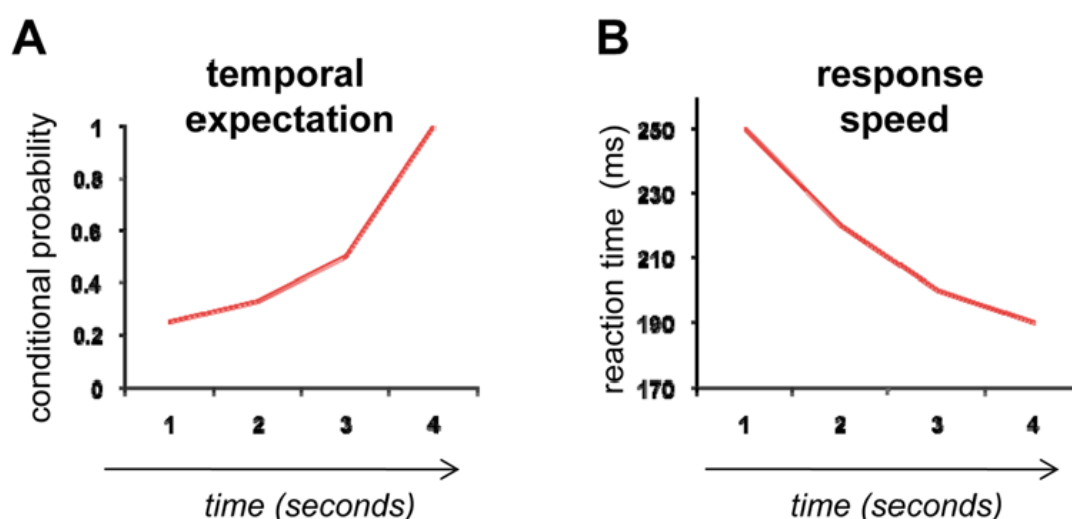 A
temporal
expectation
conditional probability
1
0.8
0.6
0.4
0.2
0
1 2 3 4
time (seconds)
B
response
speed
reaction time (ms)
250
230
210
190
170
1 2 3 4
time (seconds)